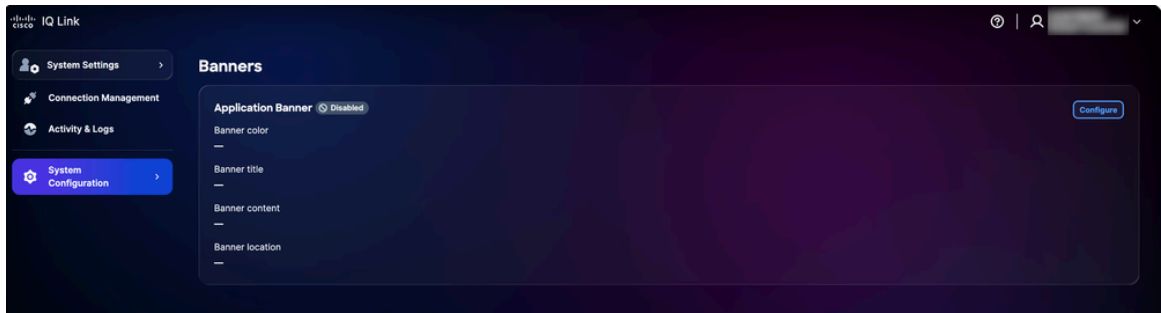 cisco IQ Link
System Settings
Connection Management
Activity & Logs
System
Configuration
Banners
Application Banner Disabled
Configure
Banner color
—
Banner title
—
Banner content
—
Banner location
—